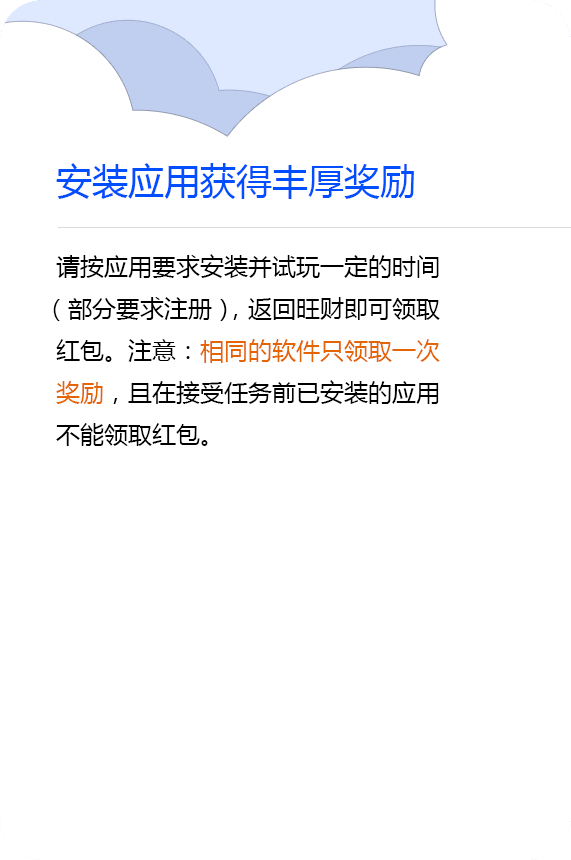 安装应用获得丰厚奖励
请按应用要求安装并试玩一定的时间
（部分要求注册），返回旺财即可领取
红包。注意：相同的软件只领取一次
奖励，且在接受任务前已安装的应用
不能领取红包。